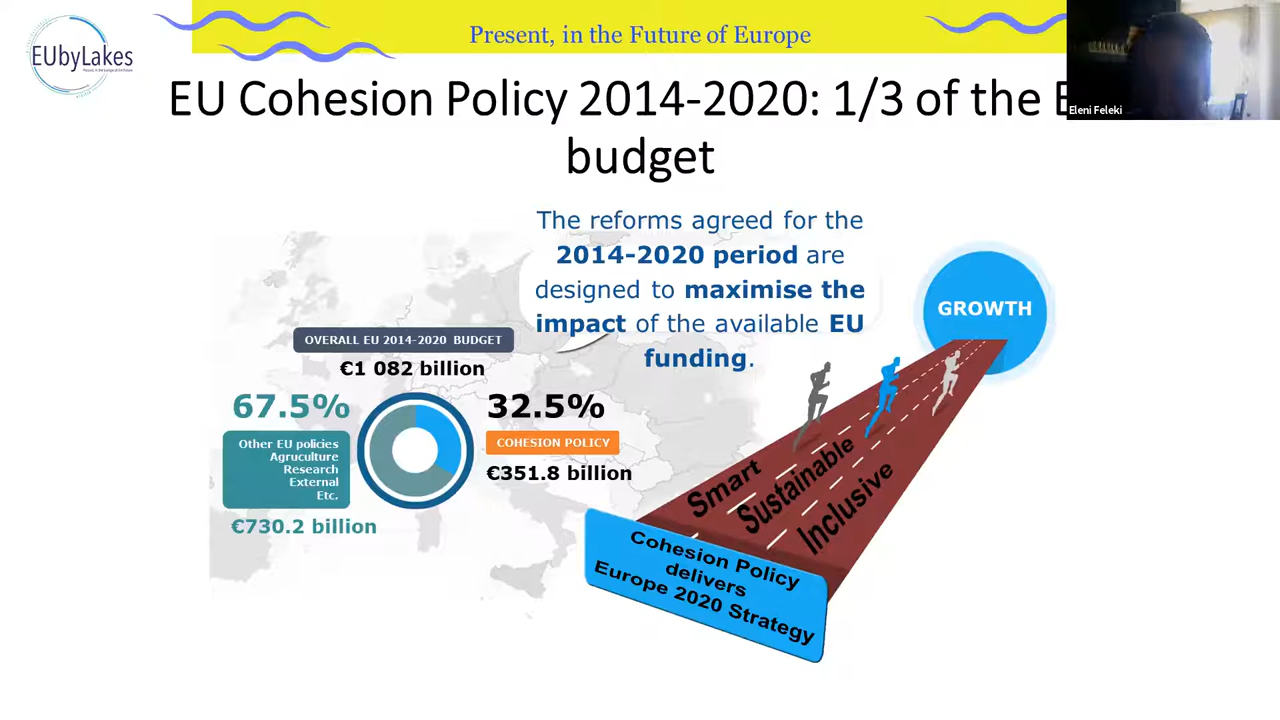 EUbyLakes
Present, in the Future of Europe
Eleni Feleki
EU Cohesion Policy 2014-2020: 1/3 of the E
budget
The reforms agreed for the
2014-2020 period are
designed to maximise the
impact of the available EU
funding.
GROWTH
OVERALL EU 2014-2020 BUDGET
€1 082 billion
67.5%
32.5%
Other EU policies
Agruculture
Research
External
Etc.
COHESION POLICY
€730.2 billion
€351.8 billion
Smart
Sustainable
Inclusive
Cohesion Policy
delivers
Europe 2020 Strategy